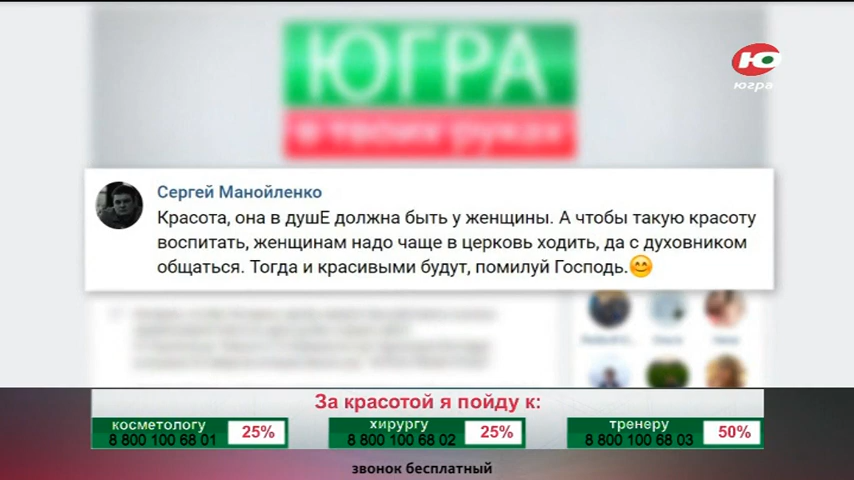 ЮГРА
в твоих руках
Ю
югра
Сергей Манойленко
Красота, она в душЕ должна быть у женщины. А чтобы такую красоту
воспитать, женщинам надо чаще в церковь ходить, да с духовником
общаться. Тогда и красивыми будут, помилуй Господь.😊
За красотой я пойду к:
косметологу
8 800 100 68 01
25%
хирургу
8 800 100 68 02
25%
тренеру
8 800 100 68 03
50%
звонок бесплатный